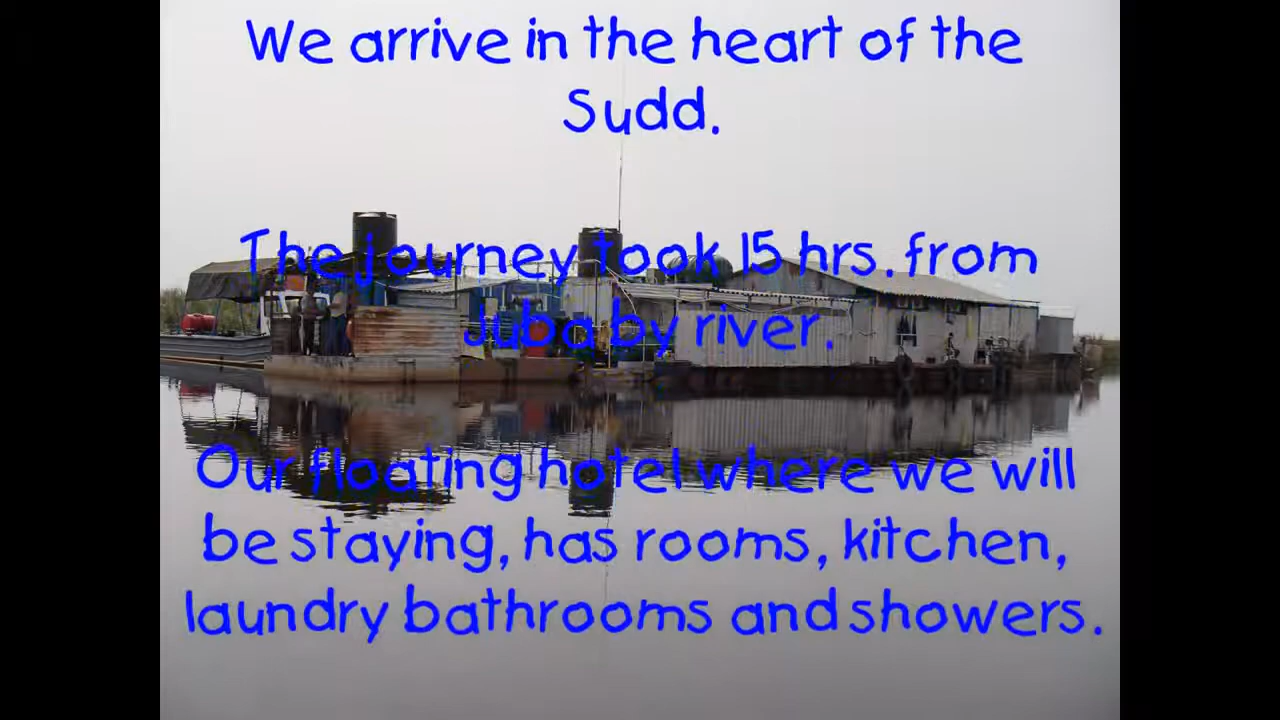 We arrive in the heart of the
Sudd.
The journey took 15 hrs. from
Juba by river.
Our floating hotel where we will
be staying, has rooms, kitchen,
laundry bathrooms and showers.